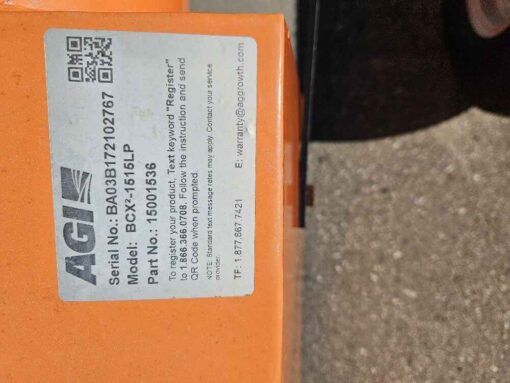 AGI
Serial No.: BA03B172102767
Model: BCX²-1515LP
Part No.: 15001536
To register your product, Text keyword "Register"
to 1.866.366.0708. Follow the instruction and send
QR Code when prompted.
NOTE: Standard text message rates may apply. Contact your service
provider.
TF: 1.877.667.7421 E: warranty@aggrowth.com